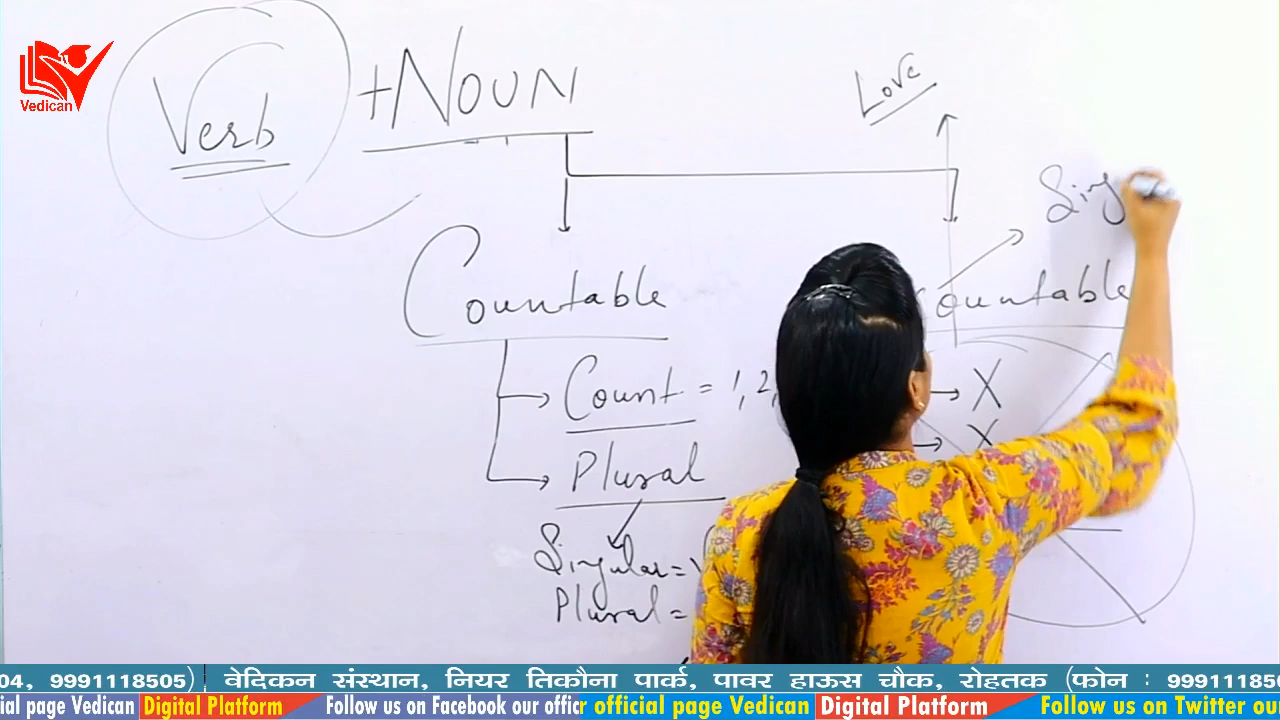 Vedican
Verb + Noun
Love
Sing
Countable
ountable
Count = 1, 2,
X
Plural
X
Singular =
Plural =
04, 9991118505) वेदिकन संस्थान, नियर तिकौना पार्क, पावर हाऊस चौक, रोहतक (फोन : 999111850
ial page Vedican Digital Platform Follow us on Facebook our offic r official page Vedican Digital Platform Follow us on Twitter ou